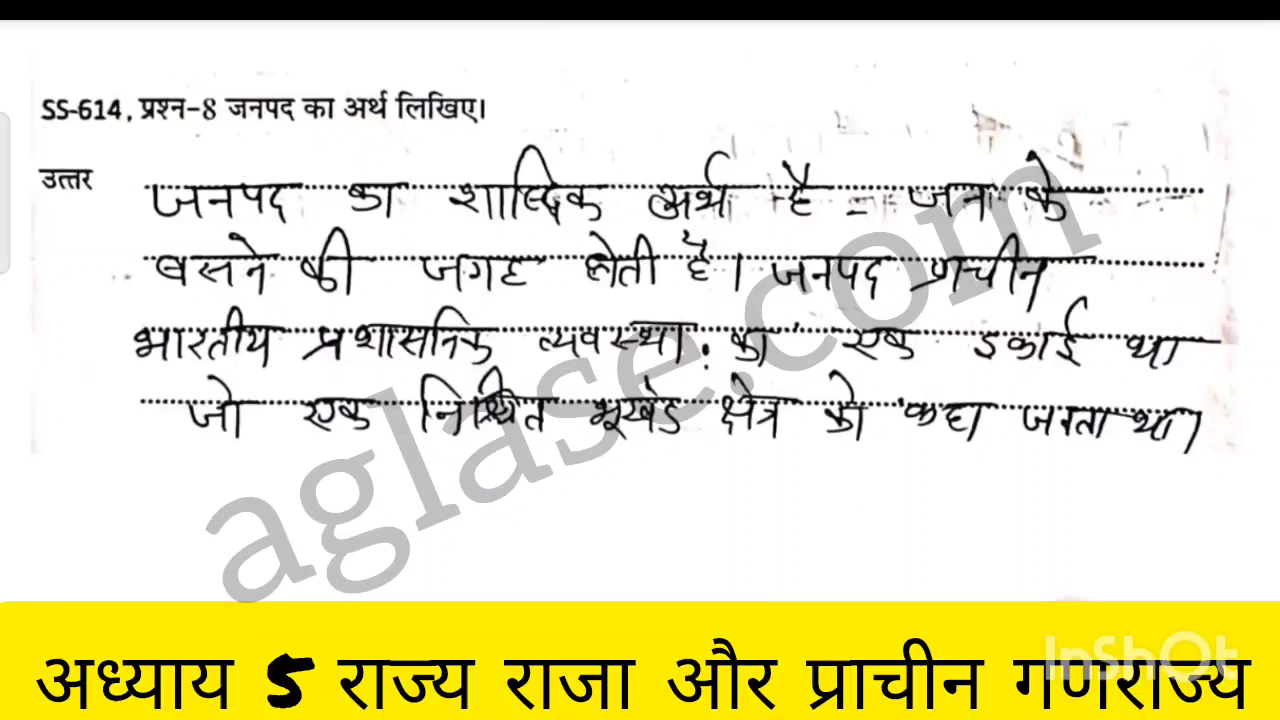 SS-614, प्रश्न-8 जनपद का अर्थ लिखिए।
उत्तर
जनपद का शाब्दिक अर्थ है - जन के
बसने की जगह होती है। जनपद प्राचीन
भारतीय प्रशासनिक व्यवस्था की एक इकाई था
जो एक निश्चित भूखंड क्षेत्र को कहा जाता था।
aglase.com
अध्याय 5 राज्य राजा और प्राचीन गणराज्य
InShOt